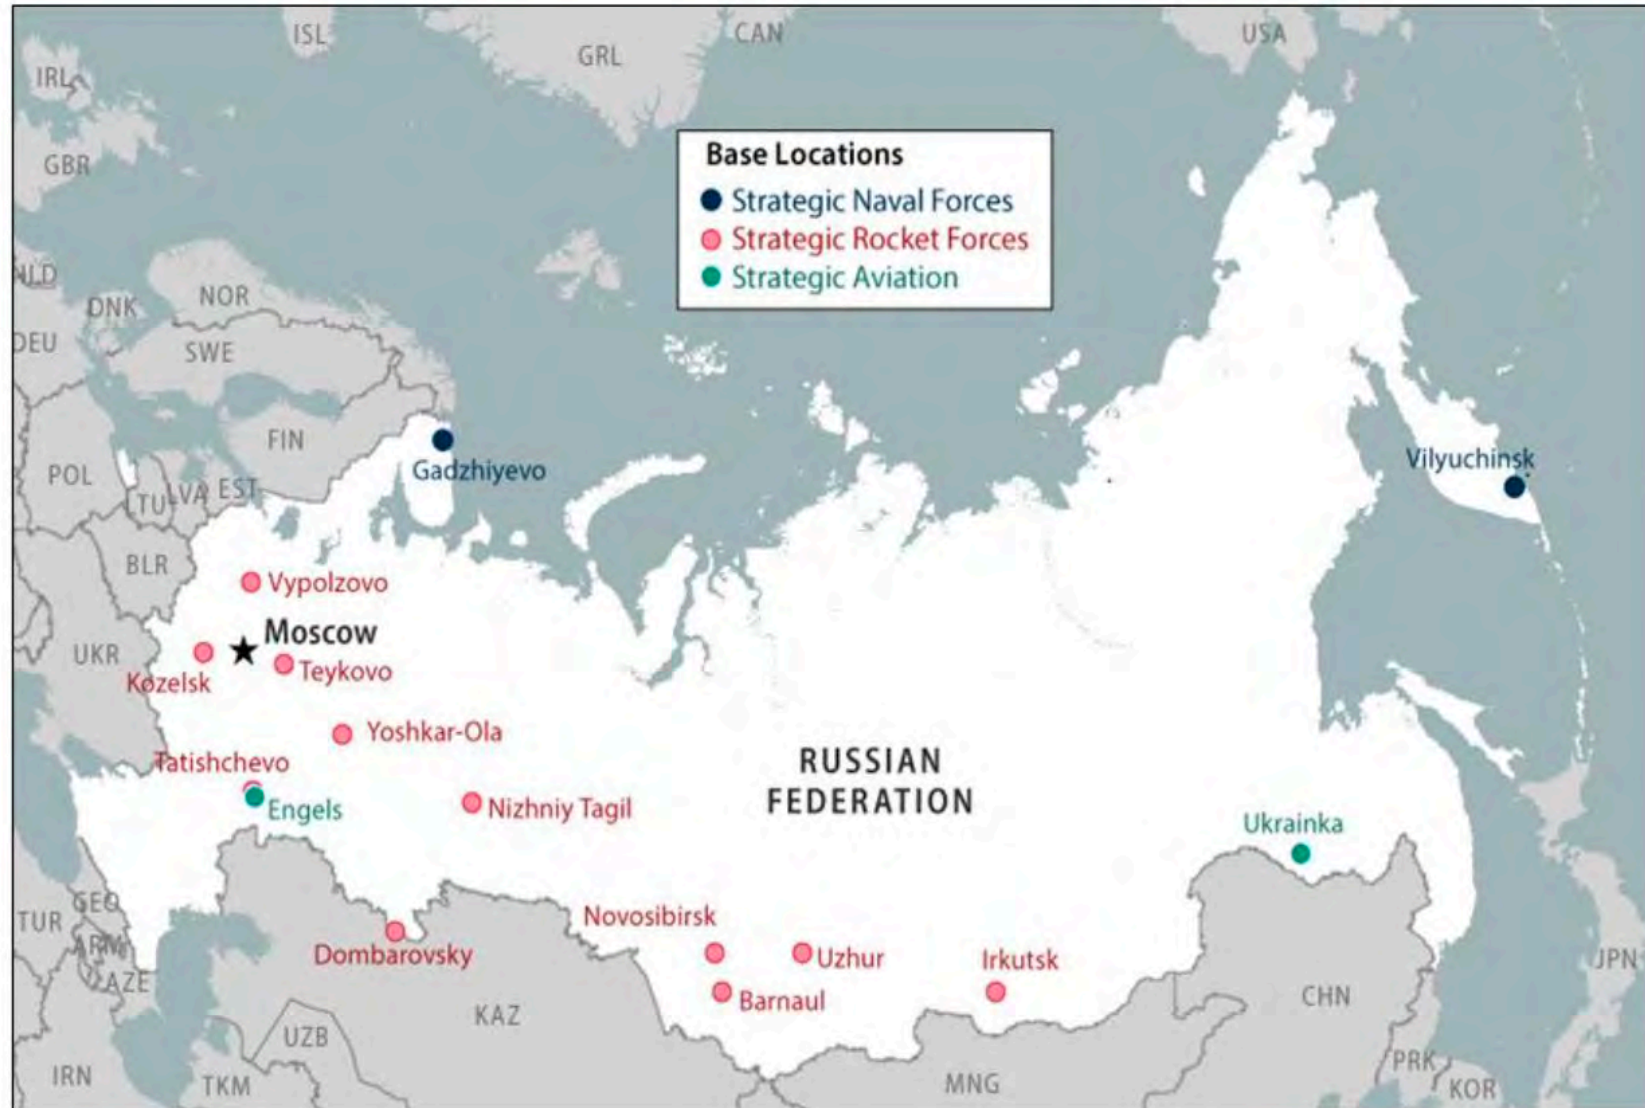 ISL
CAN
USA
GRL
IRL
GBR
Base Locations
Strategic Naval Forces
Strategic Rocket Forces
Strategic Aviation
NLD
NOR
DNK
DEU
SWE
FIN
Gadzhiyevo
Vilyuchinsk
POL
LTU
LVA
EST
BLR
Vypolzovo
Moscow
UKR
Kozelsk
Teykovo
Yoshkar-Ola
Tatishchevo
RUSSIAN
FEDERATION
Engels
Nizhniy Tagil
Ukrainka
GEO
TUR
Novosibirsk
ARM
Dombarovsky
Uzhur
Irkutsk
JPN
AZE
Barnaul
CHN
KAZ
UZB
IRN
TKM
MNG
PRK
KOR